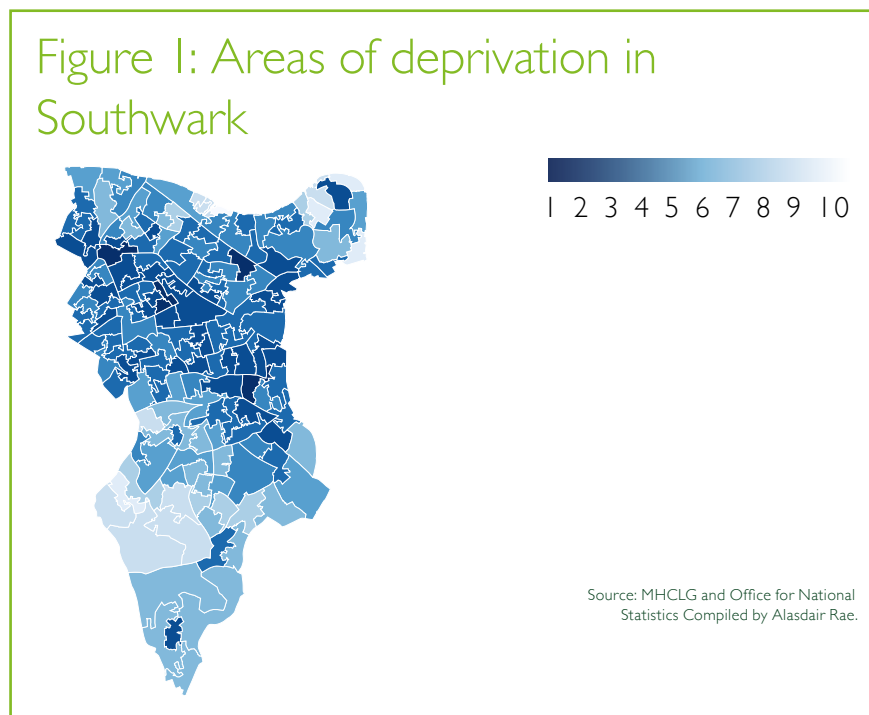 Figure 1: Areas of deprivation in
Southwark
1 2 3 4 5 6 7 8 9 10
Source: MHCLG and Office for National
Statistics Compiled by Alasdair Rae.